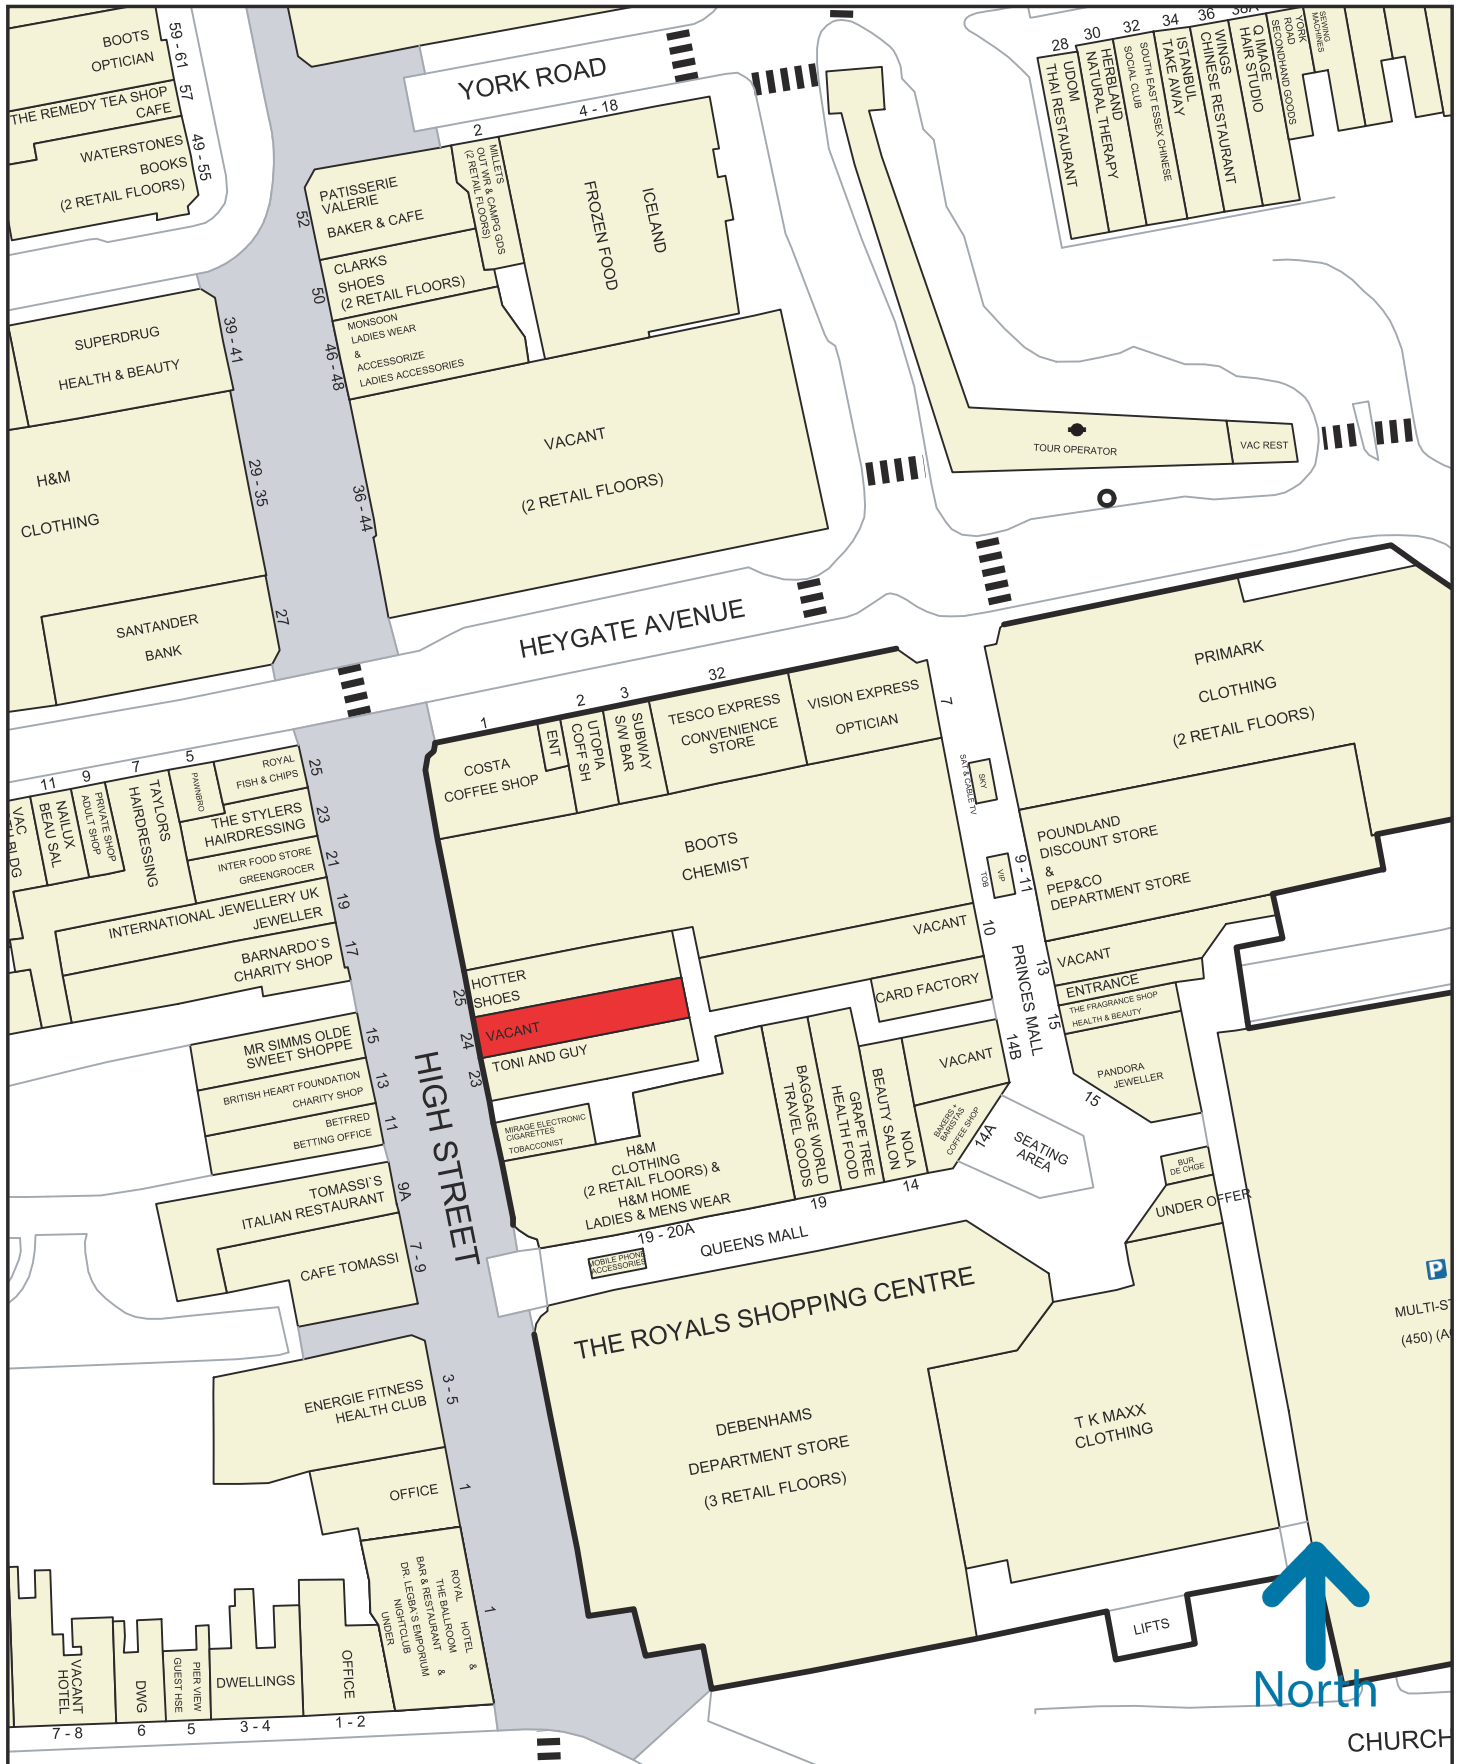 BOOTS
OPTICIAN
59 - 61
THE REMEDY TEA SHOP
CAFE
57
WATERSTONES
BOOKS
(2 RETAIL FLOORS)
49 - 55
YORK ROAD
2
4 - 18
PATISSERIE
VALERIE
BAKER & CAFE
52
MILLETS
OUT WR & CAMPG GDS
(2 RETAIL FLOORS)
ICELAND
FROZEN FOOD
CLARKS
SHOES
(2 RETAIL FLOORS)
50
MONSOON
LADIES WEAR
&
ACCESSORIZE
LADIES ACCESSORIES
46 - 48
28
30
32
34
36
38A
UDOM
THAI RESTAURANT
HERBLAND
NATURAL THERAPY
SOUTH EAST ESSEX CHINESE
SOCIAL CLUB
ISTANBUL
TAKE AWAY
WINGS
CHINESE RESTAURANT
Q IMAGE
HAIR STUDIO
YORK
ROAD
SECONDHAND GOODS
SEWING
MACHINES
SUPERDRUG
HEALTH & BEAUTY
39 - 41
H&M
CLOTHING
29 - 35
VACANT
(2 RETAIL FLOORS)
36 - 44
TOUR OPERATOR
VAC REST
SANTANDER
BANK
27
HEYGATE AVENUE
1
2
3
32
COSTA
COFFEE SHOP
ENT
UTOPIA
COFF SH
SUBWAY
S/W BAR
TESCO EXPRESS
CONVENIENCE
STORE
VISION EXPRESS
OPTICIAN
7
PRIMARK
CLOTHING
(2 RETAIL FLOORS)
SKY
SAT & CABLE TV
11
9
7
5
VAC
BLDG
NAILUX
BEAU SAL
PRIVATE SHOP
ADULT SHOP
TAYLORS
HAIRDRESSING
PAWNBRO
ROYAL
FISH & CHIPS
25
THE STYLERS
HAIRDRESSING
23
INTER FOOD STORE
GREENGROCER
21
INTERNATIONAL JEWELLERY UK
JEWELLER
19
BARNARDO`S
CHARITY SHOP
17
BOOTS
CHEMIST
VIP
TOB
9 - 11
POUNDLAND
DISCOUNT STORE
&
PEP&CO
DEPARTMENT STORE
VACANT
10
PRINCES MALL
13
VACANT
ENTRANCE
THE FRAGRANCE SHOP
HEALTH & BEAUTY
15
CARD FACTORY
HOTTER
SHOES
25
VACANT
24
TONI AND GUY
23
MR SIMMS OLDE
SWEET SHOPPE
15
BRITISH HEART FOUNDATION
CHARITY SHOP
13
BETFRED
BETTING OFFICE
11
HIGH STREET
MIRAGE ELECTRONIC
CIGARETTES
TOBACCONIST
H&M
CLOTHING
(2 RETAIL FLOORS) &
H&M HOME
LADIES & MENS WEAR
BAGGAGE WORLD
TRAVEL GOODS
GRAPE TREE
HEALTH FOOD
NOLA
BEAUTY SALON
VACANT
14B
BAKERS +
BARISTAS
COFFEE SHOP
14A
PANDORA
JEWELLER
15
SEATING
AREA
14
19
19 - 20A
QUEENS MALL
BUR
DE CHGE
UNDER OFFER
TOMASSI`S
ITALIAN RESTAURANT
9A
CAFE TOMASSI
7 - 9
MOBILE PHONE
ACCESSORIES
THE ROYALS SHOPPING CENTRE
P
MULTI-ST
(450) (A
ENERGIE FITNESS
HEALTH CLUB
3 - 5
DEBENHAMS
DEPARTMENT STORE
(3 RETAIL FLOORS)
T K MAXX
CLOTHING
OFFICE
1
ROYAL HOTEL &
THE BALLROOM
BAR & RESTAURANT &
DR. LEGBA`S EMPORIUM
NIGHTCLUB
UNDER
1
LIFTS
North
VACANT
HOTEL
DWG
PIER VIEW
GUEST HSE
DWELLINGS
OFFICE
7 - 8
6
5
3 - 4
1 - 2
CHURCH